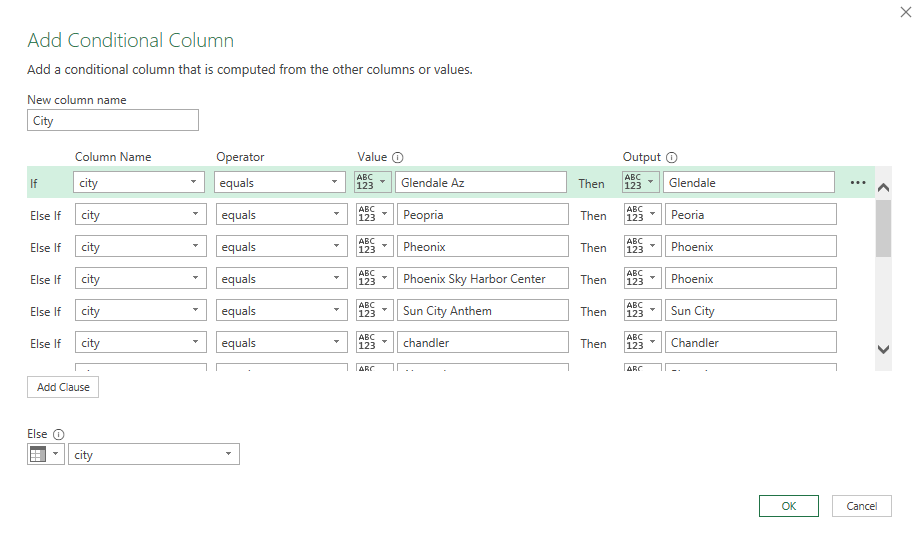 Add Conditional Column
Add a conditional column that is computed from the other columns or values.
New column name
City
Column Name Operator Value Output
If city equals ABC 123 Glendale Az Then ABC 123 Glendale ...
Else If city equals ABC 123 Peopria Then ABC 123 Peoria
Else If city equals ABC 123 Pheonix Then ABC 123 Phoenix
Else If city equals ABC 123 Phoenix Sky Harbor Center Then ABC 123 Phoenix
Else If city equals ABC 123 Sun City Anthem Then ABC 123 Sun City
Else If city equals ABC 123 chandler Then ABC 123 Chandler
ABC ABC
Add Clause
Else
city
OK Cancel